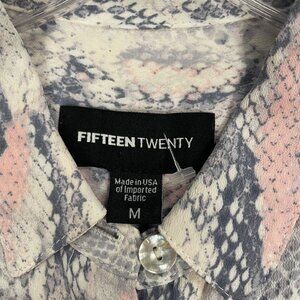 FIFTEEN TWENTY
Made in USA
of Imported
Fabric
M